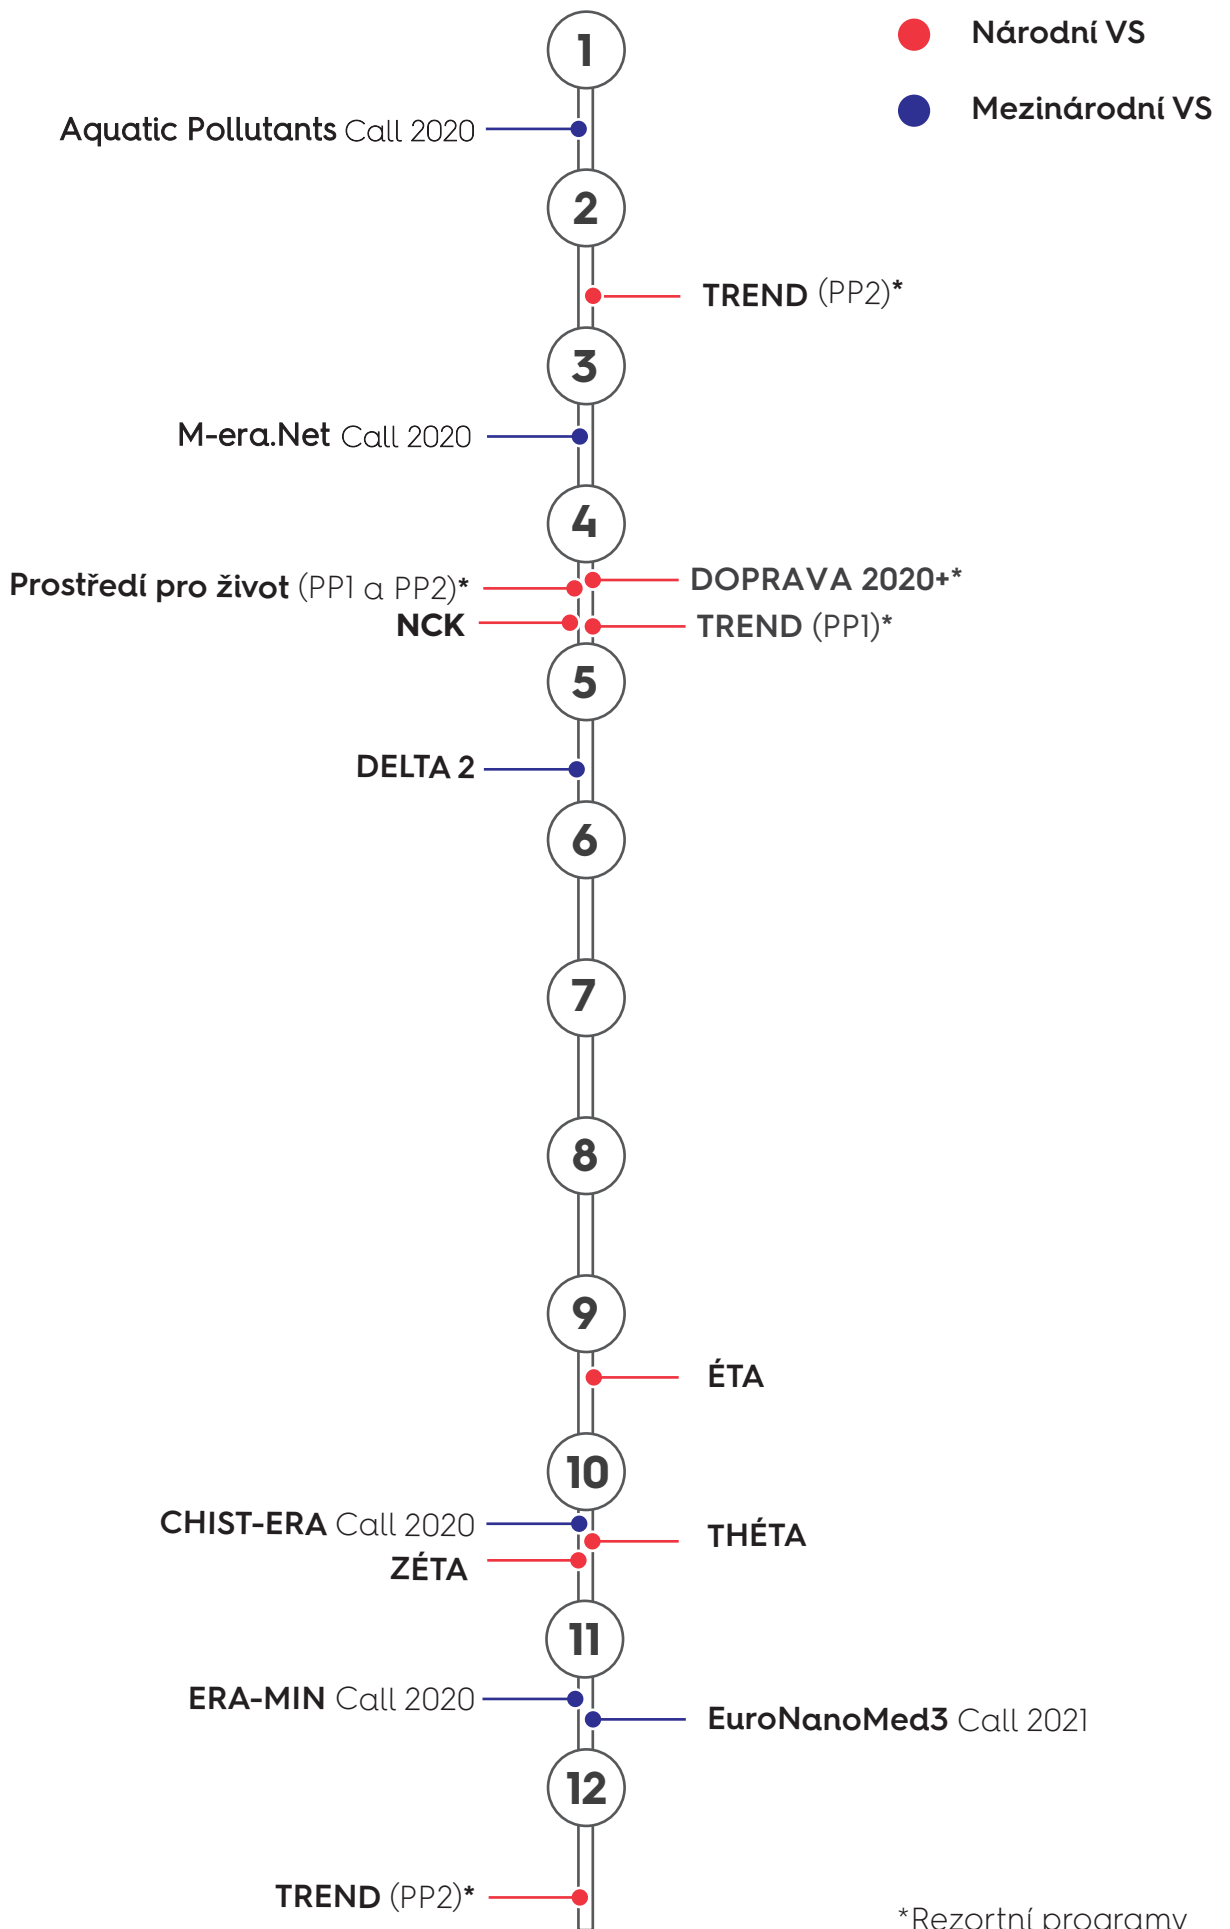 1
Národní VS
Mezinárodní VS
Aquatic Pollutants Call 2020
2
TREND (PP2)*
3
M-era.Net Call 2020
4
Prostředí pro život (PP1 a PP2)*
DOPRAVA 2020+*
NCK
TREND (PP1)*
5
DELTA 2
6
7
8
9
ÉTA
10
CHIST-ERA Call 2020
THÉTA
ZÉTA
11
ERA-MIN Call 2020
EuroNanoMed3 Call 2021
12
TREND (PP2)*
*Rezortní programy